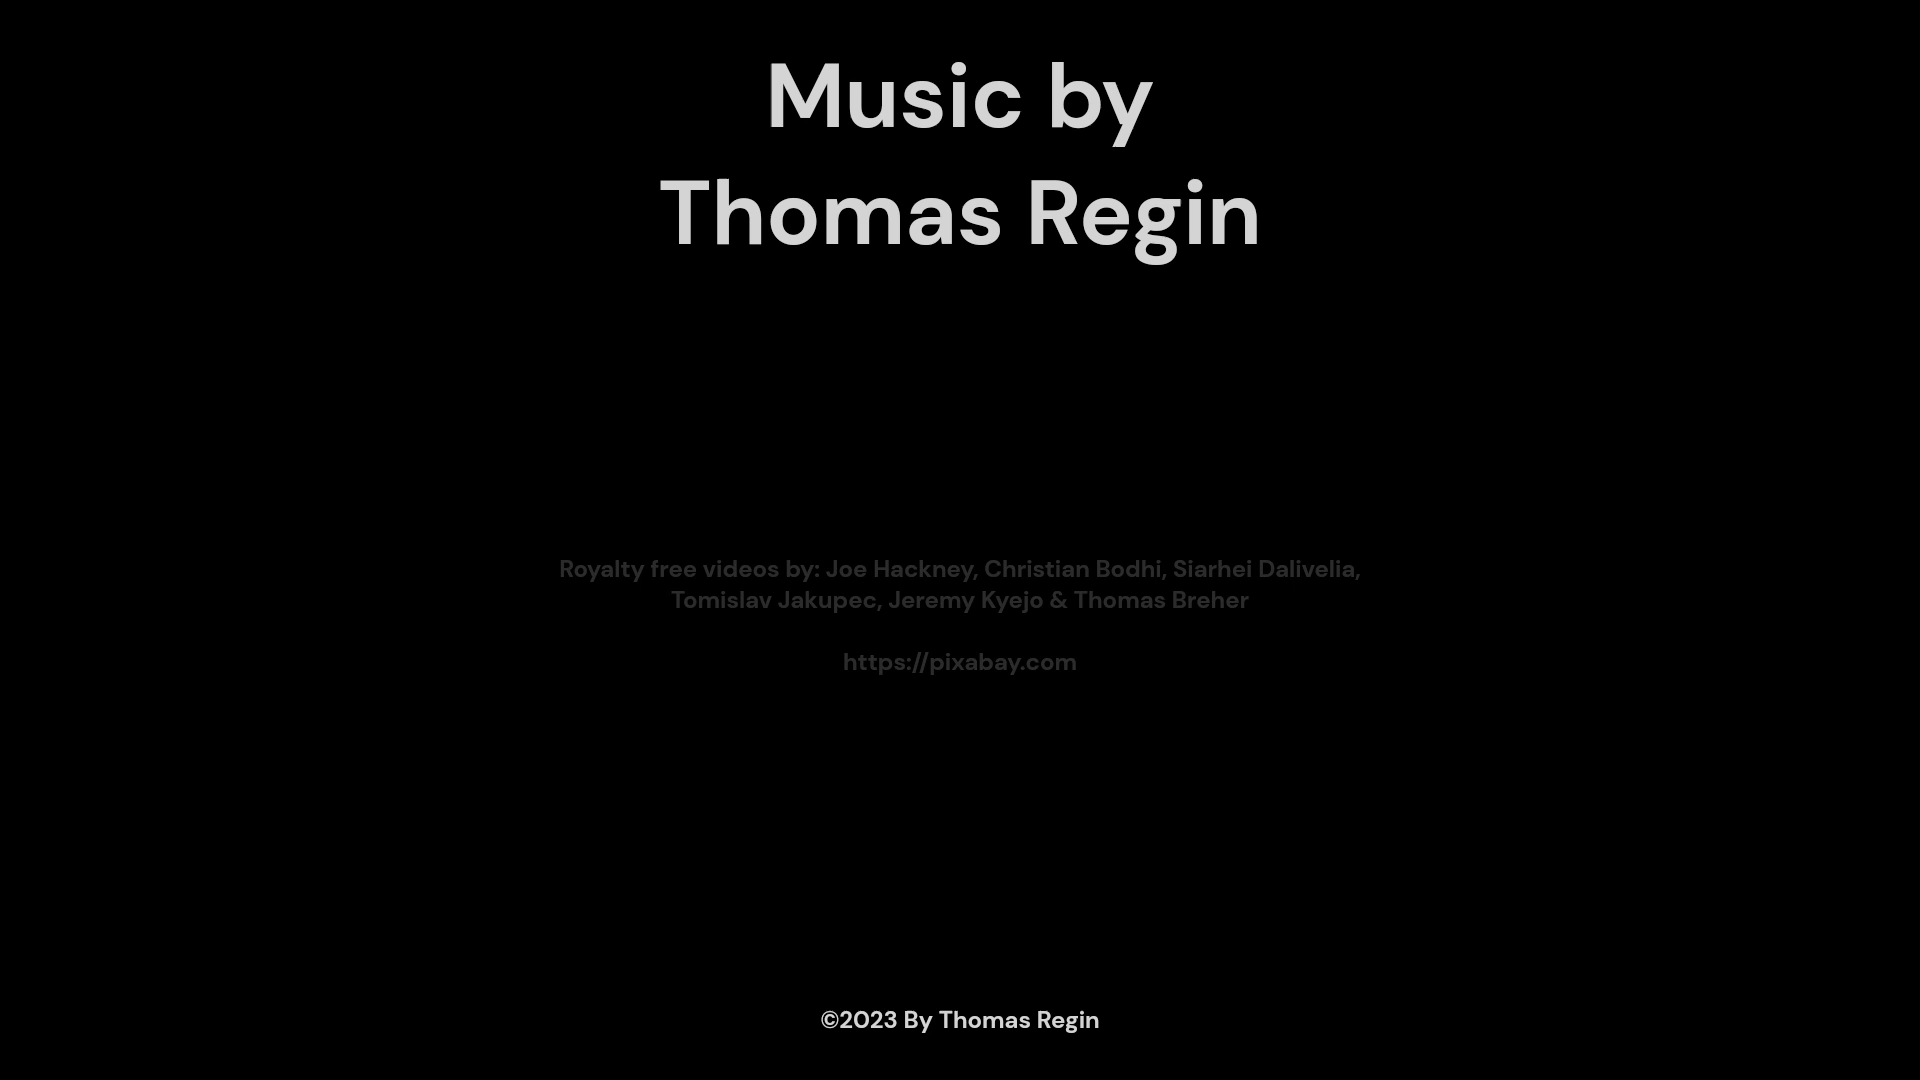 Music by
Thomas Regin
Royalty free videos by: Joe Hackney, Christian Bodhi, Siarhei Dalivelia,
Tomislav Jakupec, Jeremy Kyejo & Thomas Breher
https://pixabay.com
©2023 By Thomas Regin